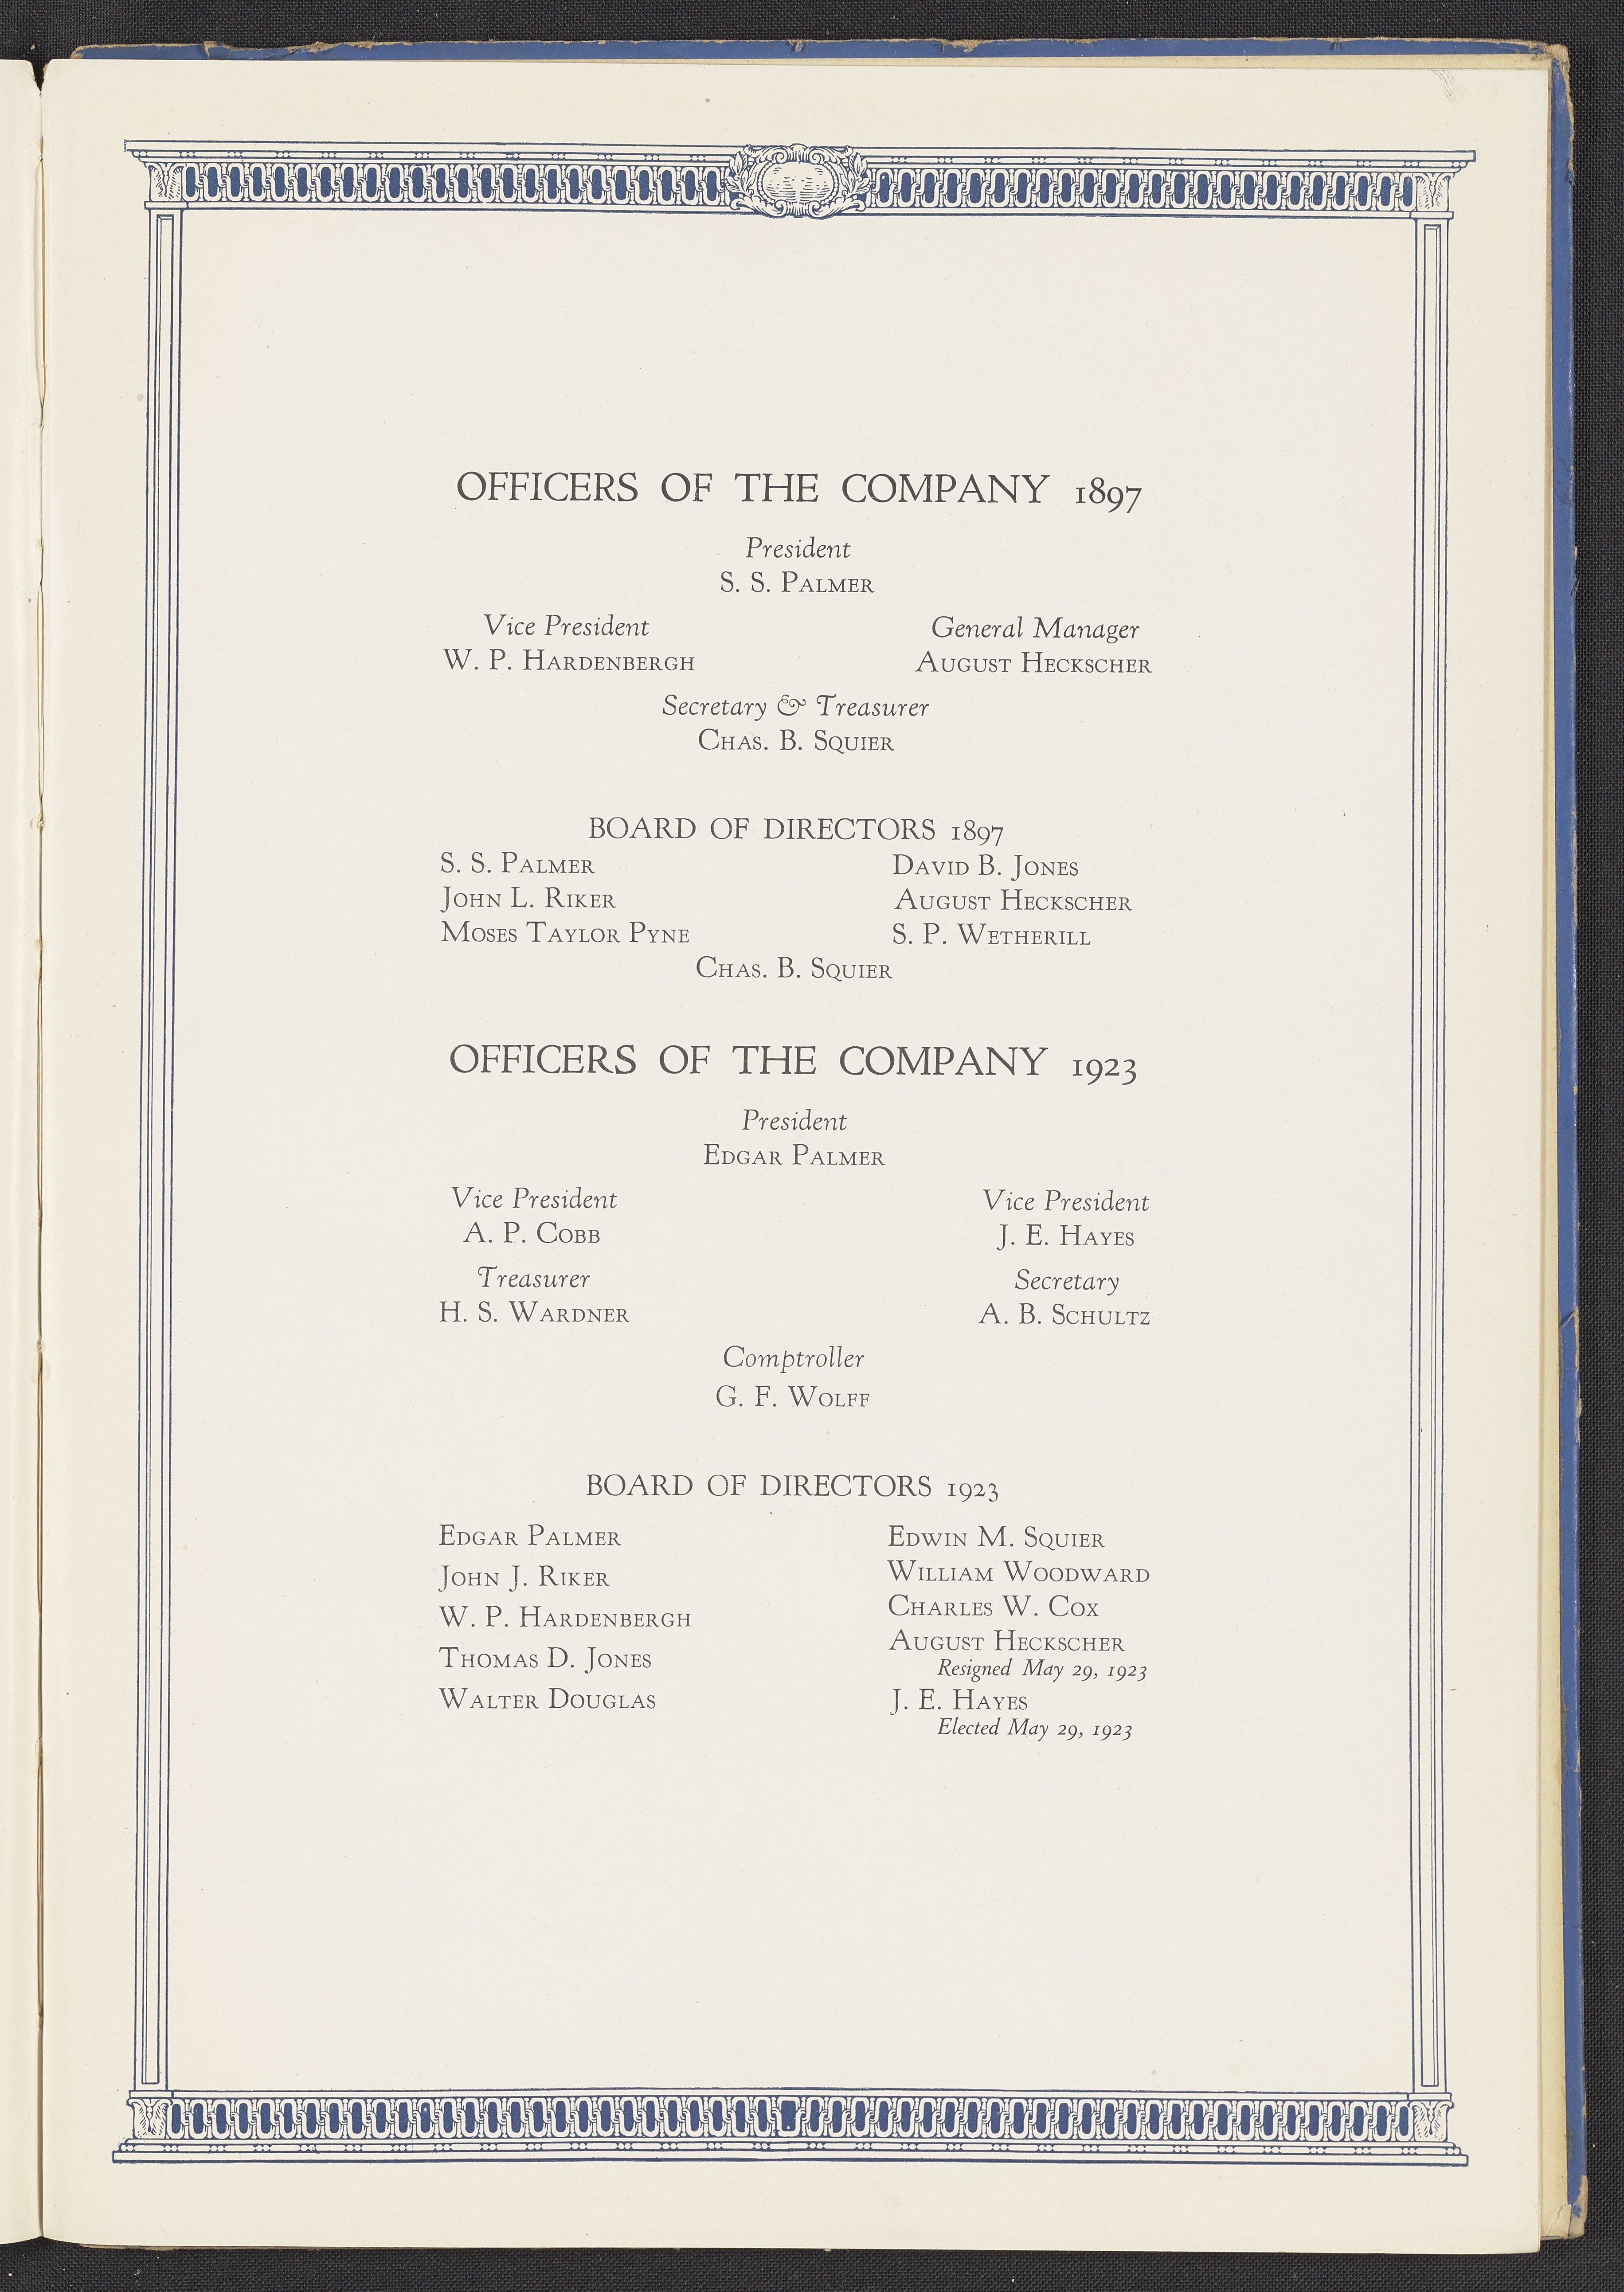 OFFICERS OF THE COMPANY 1897
President
S. S. PALMER
Vice President
W. P. HARDENBERGH
General Manager
AUGUST HECKSCHER
Secretary & Treasurer
CHAS. B. SQUIER
BOARD OF DIRECTORS 1897
S. S. PALMER
JOHN L. RIKER
MOSES TAYLOR PYNE
DAVID B. JONES
AUGUST HECKSCHER
S. P. WETHERILL
CHAS. B. SQUIER
OFFICERS OF THE COMPANY 1923
President
EDGAR PALMER
Vice President
A. P. COBB
Vice President
J. E. HAYES
Treasurer
H. S. WARDNER
Secretary
A. B. SCHULTZ
Comptroller
G. F. WOLFF
BOARD OF DIRECTORS 1923
EDGAR PALMER
JOHN J. RIKER
W. P. HARDENBERGH
THOMAS D. JONES
WALTER DOUGLAS
EDWIN M. SQUIER
WILLIAM WOODWARD
CHARLES W. COX
AUGUST HECKSCHER
Resigned May 29, 1923
J. E. HAYES
Elected May 29, 1923